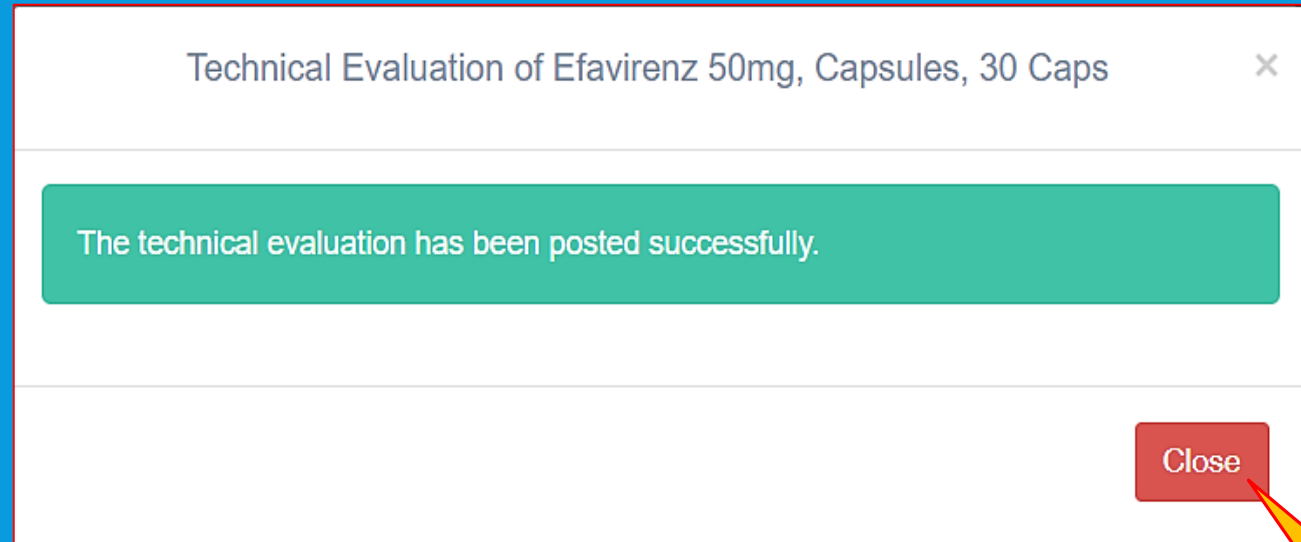 Technical Evaluation of Efavirenz 50mg, Capsules, 30 Caps ×
The technical evaluation has been posted successfully.
Close